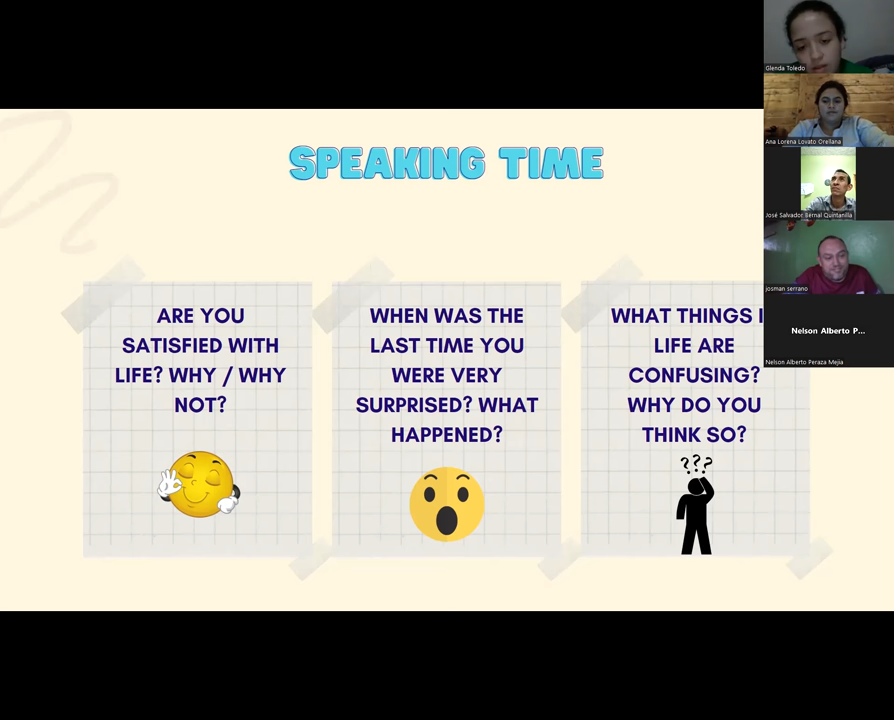 SPEAKING TIME
ARE YOU
SATISFIED WITH
LIFE? WHY / WHY
NOT?
WHEN WAS THE
LAST TIME YOU
WERE VERY
SURPRISED? WHAT
HAPPENED?
WHAT THINGS
LIFE ARE
CONFUSING?
WHY DO YOU
THINK SO?
???
Glenda Toledo
Ana Lorena Lovato Orellana
José Salvador Bernal Quintanilla
josman serrano
Nelson Alberto P...
Nelson Alberto Peraza Mejia